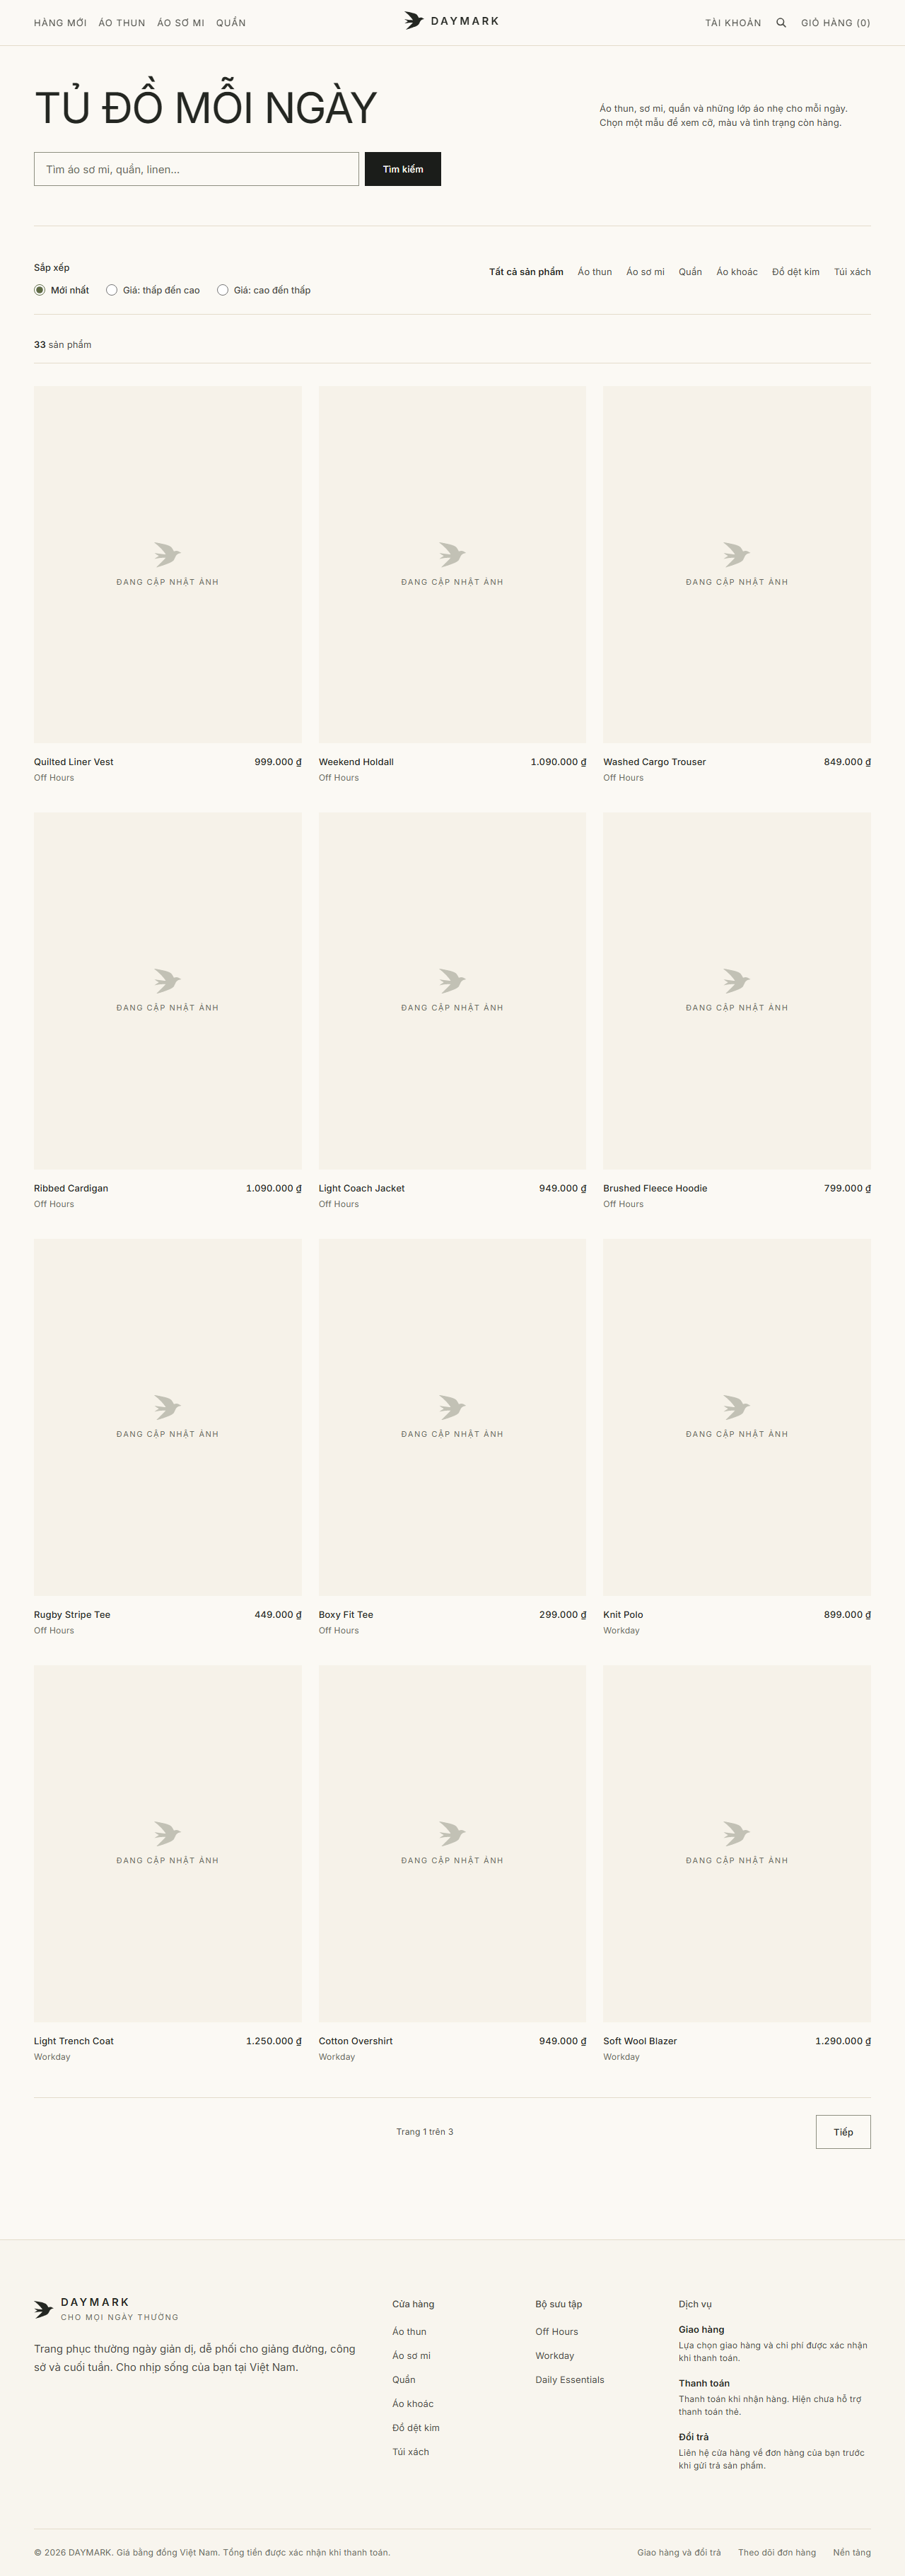 HÀNG MỚI ÁO THUN ÁO SƠ MI QUẦN
DAYMARK
TÀI KHOẢN GIỎ HÀNG (0)
TỦ ĐỒ MỖI NGÀY
Áo thun, sơ mi, quần và những lớp áo nhẹ cho mỗi ngày.
Chọn một mẫu để xem cỡ, màu và tình trạng còn hàng.
Tìm áo sơ mi, quần, linen...
Tìm kiếm
Sắp xếp
Mới nhất Giá: thấp đến cao Giá: cao đến thấp
Tất cả sản phẩm Áo thun Áo sơ mi Quần Áo khoác Đồ dệt kim Túi xách
33 sản phẩm
ĐANG CẬP NHẬT ẢNH ĐANG CẬP NHẬT ẢNH ĐANG CẬP NHẬT ẢNH
Quilted Liner Vest 999.000 ₫ Weekend Holdall 1.090.000 ₫ Washed Cargo Trouser 849.000 ₫
Off Hours Off Hours Off Hours
ĐANG CẬP NHẬT ẢNH ĐANG CẬP NHẬT ẢNH ĐANG CẬP NHẬT ẢNH
Ribbed Cardigan 1.090.000 ₫ Light Coach Jacket 949.000 ₫ Brushed Fleece Hoodie 799.000 ₫
Off Hours Off Hours Off Hours
ĐANG CẬP NHẬT ẢNH ĐANG CẬP NHẬT ẢNH ĐANG CẬP NHẬT ẢNH
Rugby Stripe Tee 449.000 ₫ Boxy Fit Tee 299.000 ₫ Knit Polo 899.000 ₫
Off Hours Off Hours Workday
ĐANG CẬP NHẬT ẢNH ĐANG CẬP NHẬT ẢNH ĐANG CẬP NHẬT ẢNH
Light Trench Coat 1.250.000 ₫ Cotton Overshirt 949.000 ₫ Soft Wool Blazer 1.290.000 ₫
Workday Workday Workday
Trang 1 trên 3
Tiếp
DAYMARK
CHO MỌI NGÀY THƯỜNG
Trang phục thường ngày giản dị, dễ phối cho giảng đường, công
sở và cuối tuần. Cho nhịp sống của bạn tại Việt Nam.
Cửa hàng
Áo thun
Áo sơ mi
Quần
Áo khoác
Đồ dệt kim
Túi xách
Bộ sưu tập
Off Hours
Workday
Daily Essentials
Dịch vụ
Giao hàng
Lựa chọn giao hàng và chi phí được xác nhận
khi thanh toán.
Thanh toán
Thanh toán khi nhận hàng. Hiện chưa hỗ trợ
thanh toán thẻ.
Đổi trả
Liên hệ cửa hàng về đơn hàng của bạn trước
khi gửi trả sản phẩm.
© 2026 DAYMARK. Giá bằng đồng Việt Nam. Tổng tiền được xác nhận khi thanh toán.
Giao hàng và đổi trả Theo dõi đơn hàng Nền tảng